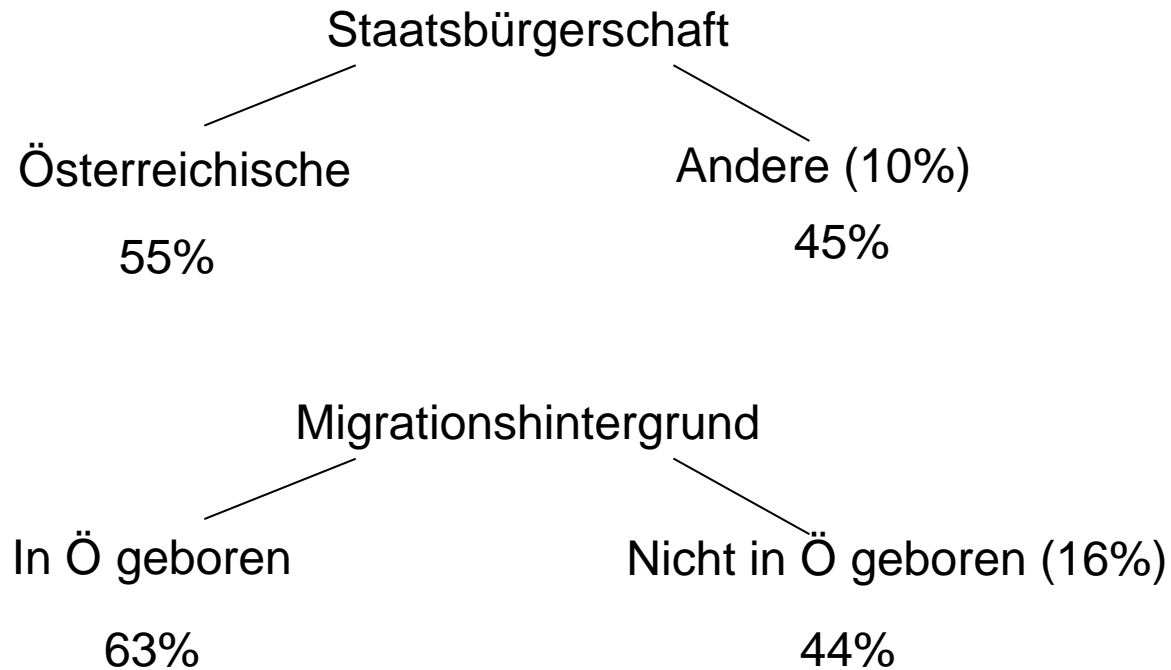 Staatsbürgerschaft
Österreichische Andere (10%)
55% 45%
Migrationshintergrund
In Ö geboren Nicht in Ö geboren (16%)
63% 44%